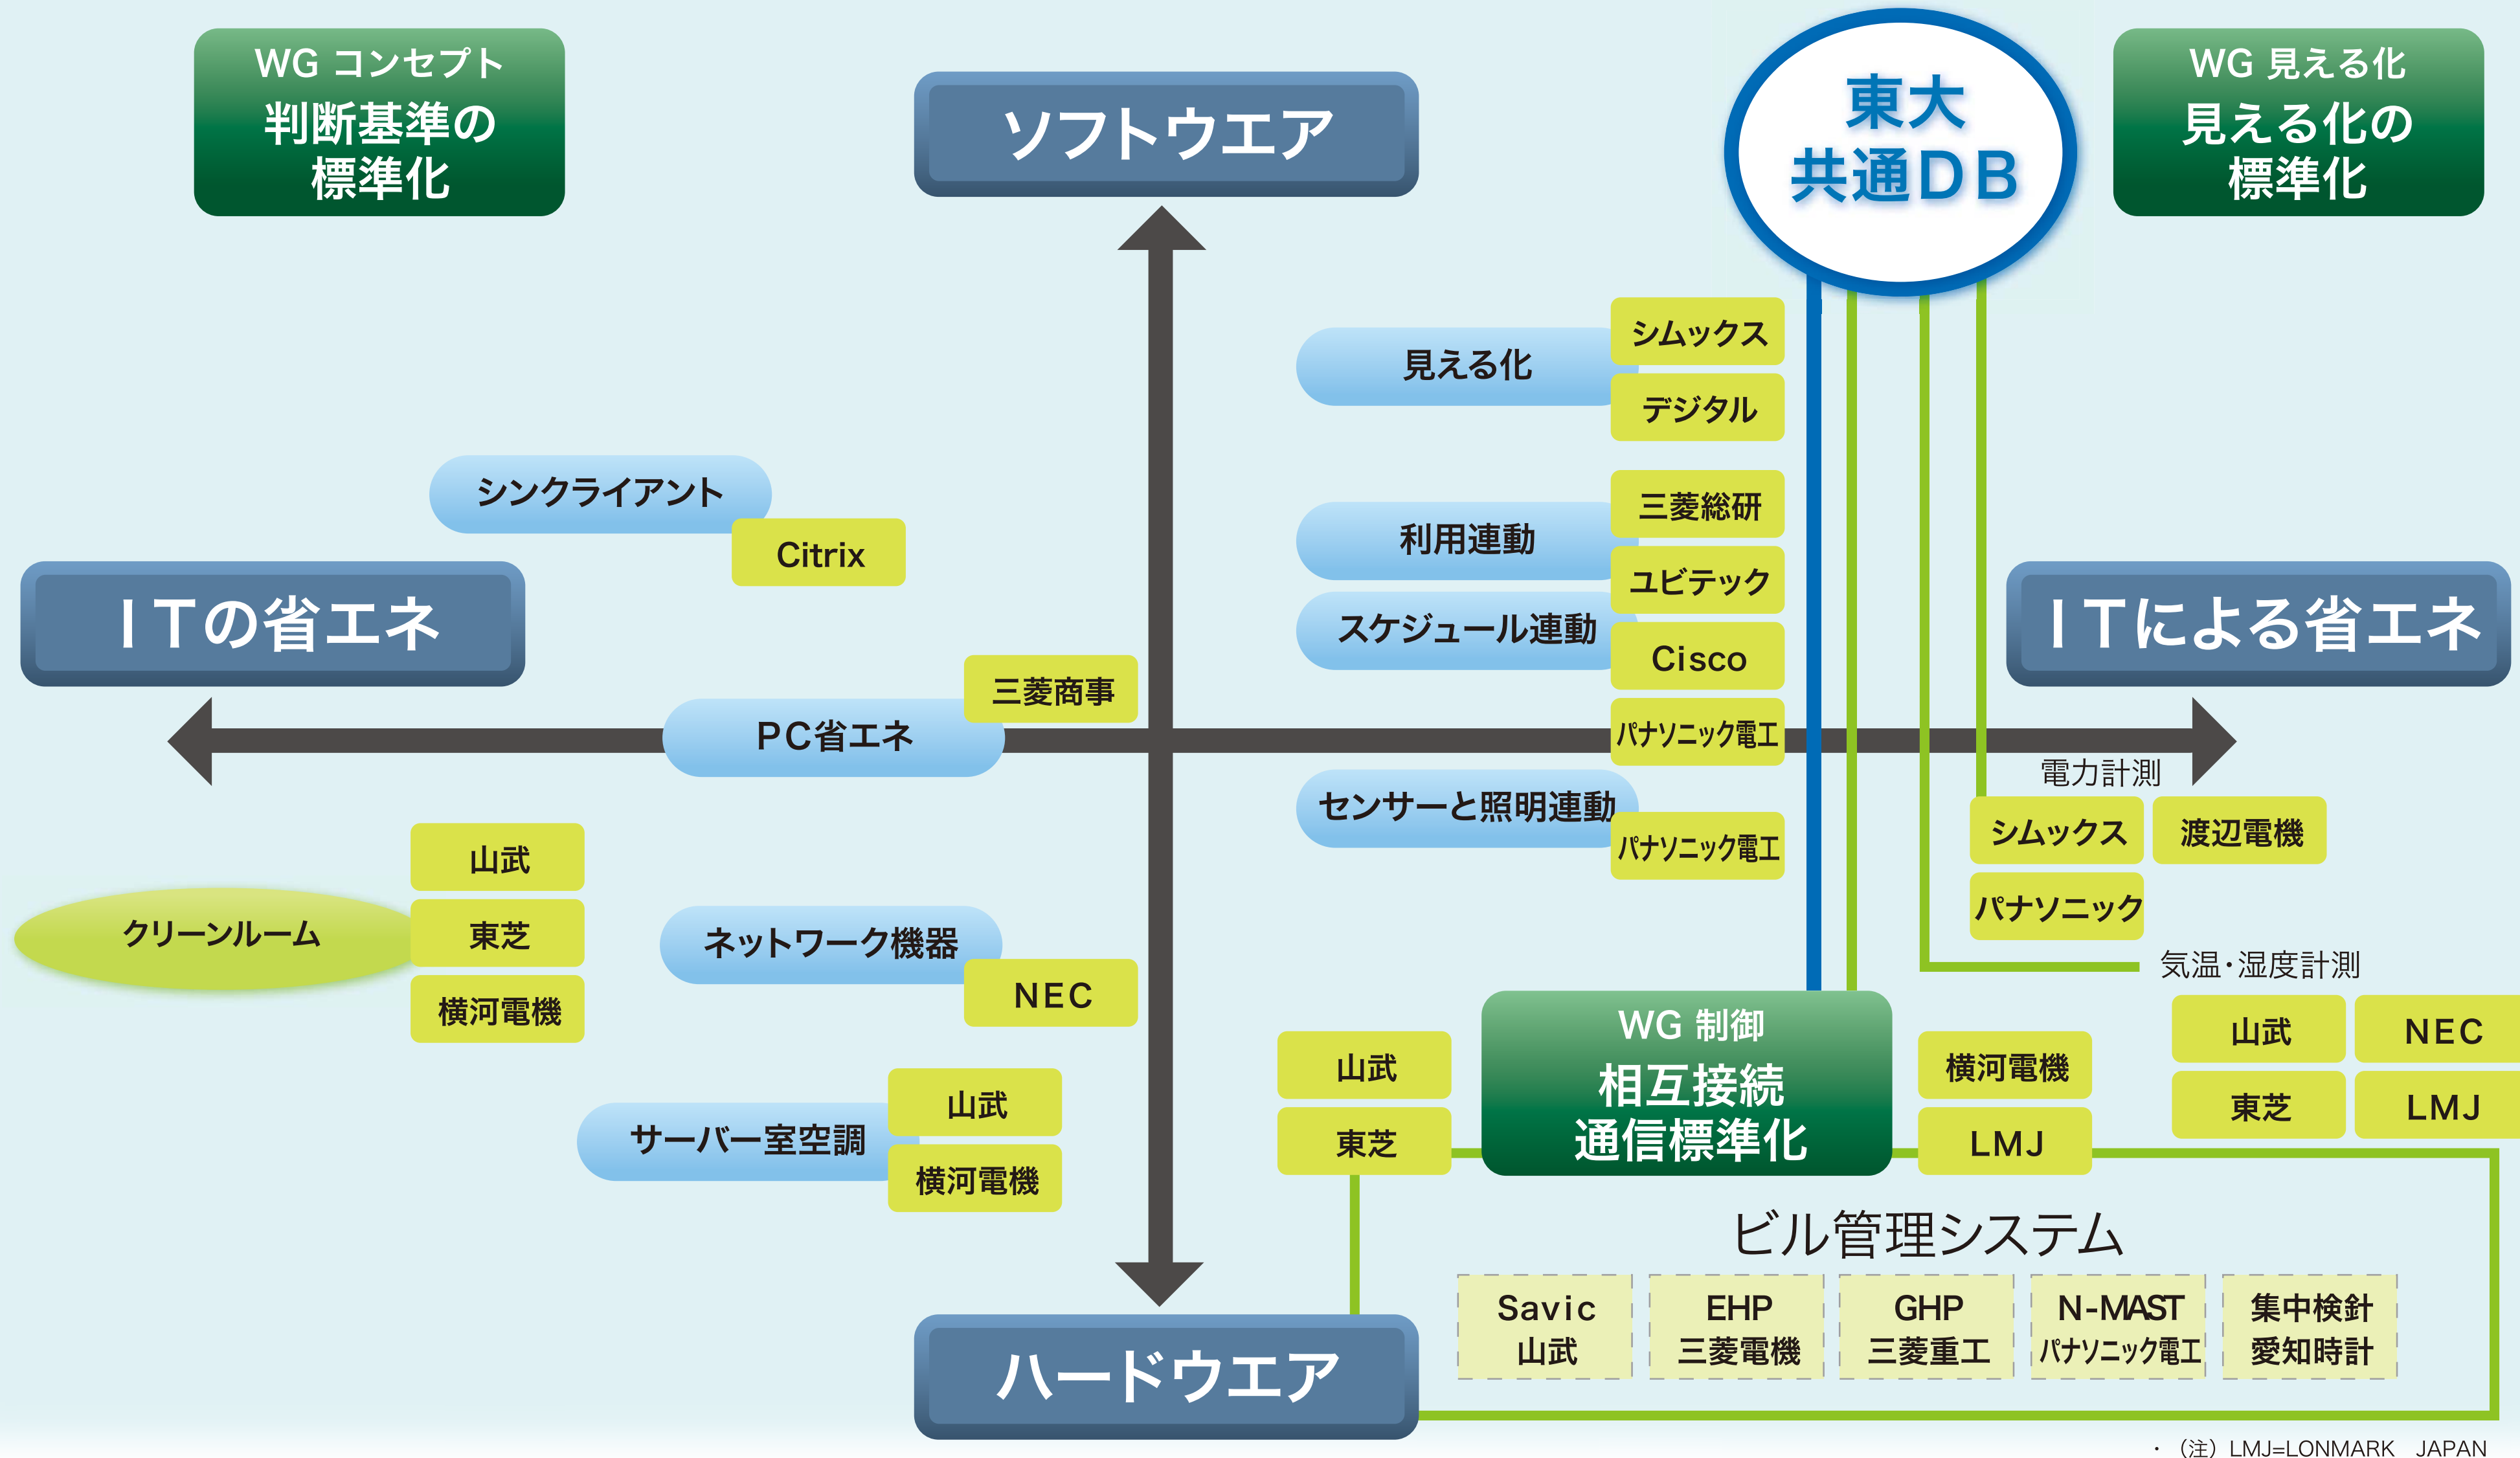 WG コンセプト
判断基準の
標準化
ソフトウエア
東大
共通DB
WG 見える化
見える化の
標準化
見える化
シムックス
デジタル
シンクライアント
Citrix
利用連動
三菱総研
ユビテック
スケジュール連動
Cisco
パナソニック電工
ITの省エネ
ITによる省エネ
三菱商事
PC省エネ
センサーと照明連動
パナソニック電工
電力計測
シムックス
渡辺電機
パナソニック
クリーンルーム
山武
東芝
横河電機
ネットワーク機器
NEC
気温・湿度計測
山武
NEC
東芝
LMJ
サーバー室空調
山武
横河電機
山武
東芝
WG 制御
相互接続
通信標準化
横河電機
LMJ
ビル管理システム
Savic
山武
EHP
三菱電機
GHP
三菱重工
N-MAST
パナソニック電工
集中検針
愛知時計
ハードウエア
・（注）LMJ=LONMARK JAPAN